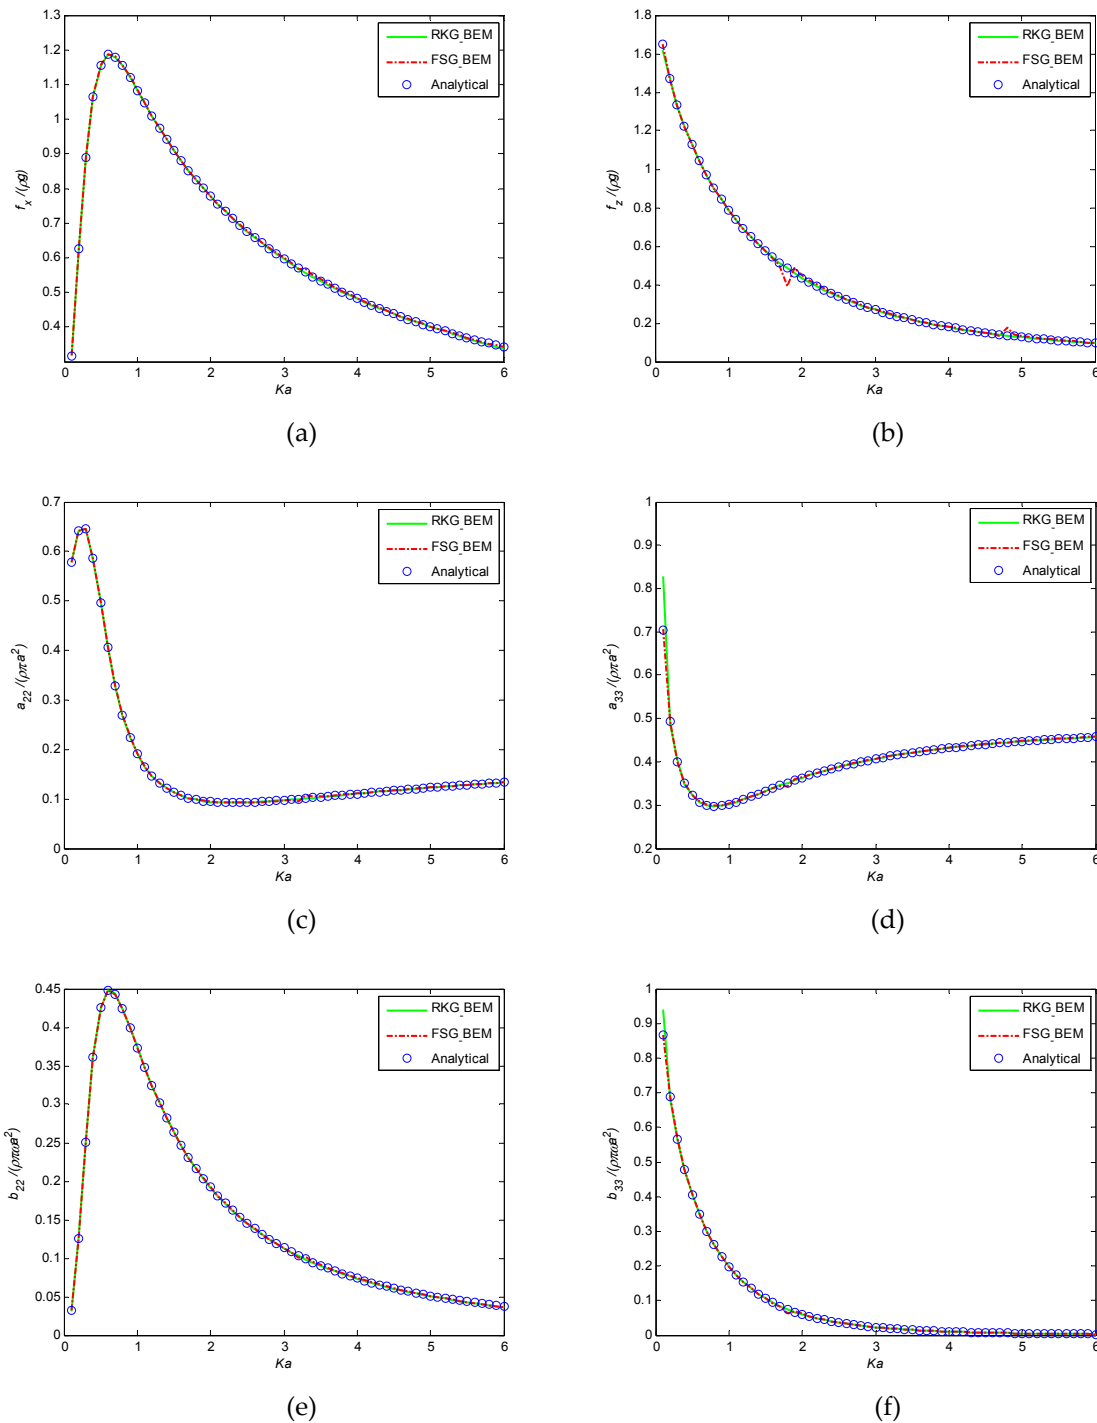 1.3
1.2
1.1
1
0.9
0.8
0.7
0.6
0.5
0.4
0 1 2 3 4 5 6
Ka
f_x/(ρg)
RKG_BEM
FSG_BEM
Analytical
(a)
1.8
1.6
1.4
1.2
1
0.8
0.6
0.4
0.2
0
0 1 2 3 4 5 6
Ka
f_z/(ρg)
RKG_BEM
FSG_BEM
Analytical
(b)
0.7
0.6
0.5
0.4
0.3
0.2
0.1
0
0 1 2 3 4 5 6
Ka
a_22/(ρπa²)
RKG_BEM
FSG_BEM
Analytical
(c)
1
0.9
0.8
0.7
0.6
0.5
0.4
0.3
0.2
0 1 2 3 4 5 6
Ka
a_33/(ρπa²)
RKG_BEM
FSG_BEM
Analytical
(d)
0.45
0.4
0.35
0.3
0.25
0.2
0.15
0.1
0.05
0
0 1 2 3 4 5 6
Ka
b_22/(ρπωa²)
RKG_BEM
FSG_BEM
Analytical
(e)
1
0.9
0.8
0.7
0.6
0.5
0.4
0.3
0.2
0.1
0
0 1 2 3 4 5 6
Ka
b_33/(ρπωa²)
RKG_BEM
FSG_BEM
Analytical
(f)